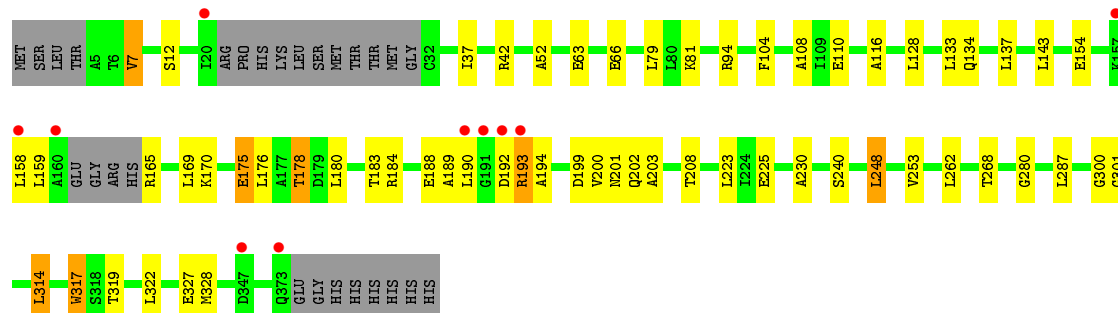 MET SER LEU THR A5 T6 V7 S12 I20 ARG PRO HIS LYS LEU SER MET THR THR MET GLY C32 I37 R42 A52 E63 E66 L79 L80 K81 R94 F104 A108 I109 E110 A116 L128 L133 Q134 L137 L143 E154 K157
L158 L159 A160 GLU GLY ARG HIS R165 L169 K170 E175 L176 A177 T178 D179 L180 T183 R184 E188 A189 L190 G191 D192 R193 A194 D199 V200 N201 Q202 A203 T208 L223 I224 E225 A230 S240 L248 V253 L262 T268 G280 L287 G300
L314 W317 S318 T319 L322 E327 M328 D347 Q373 GLU GLY HIS HIS HIS HIS HIS HIS